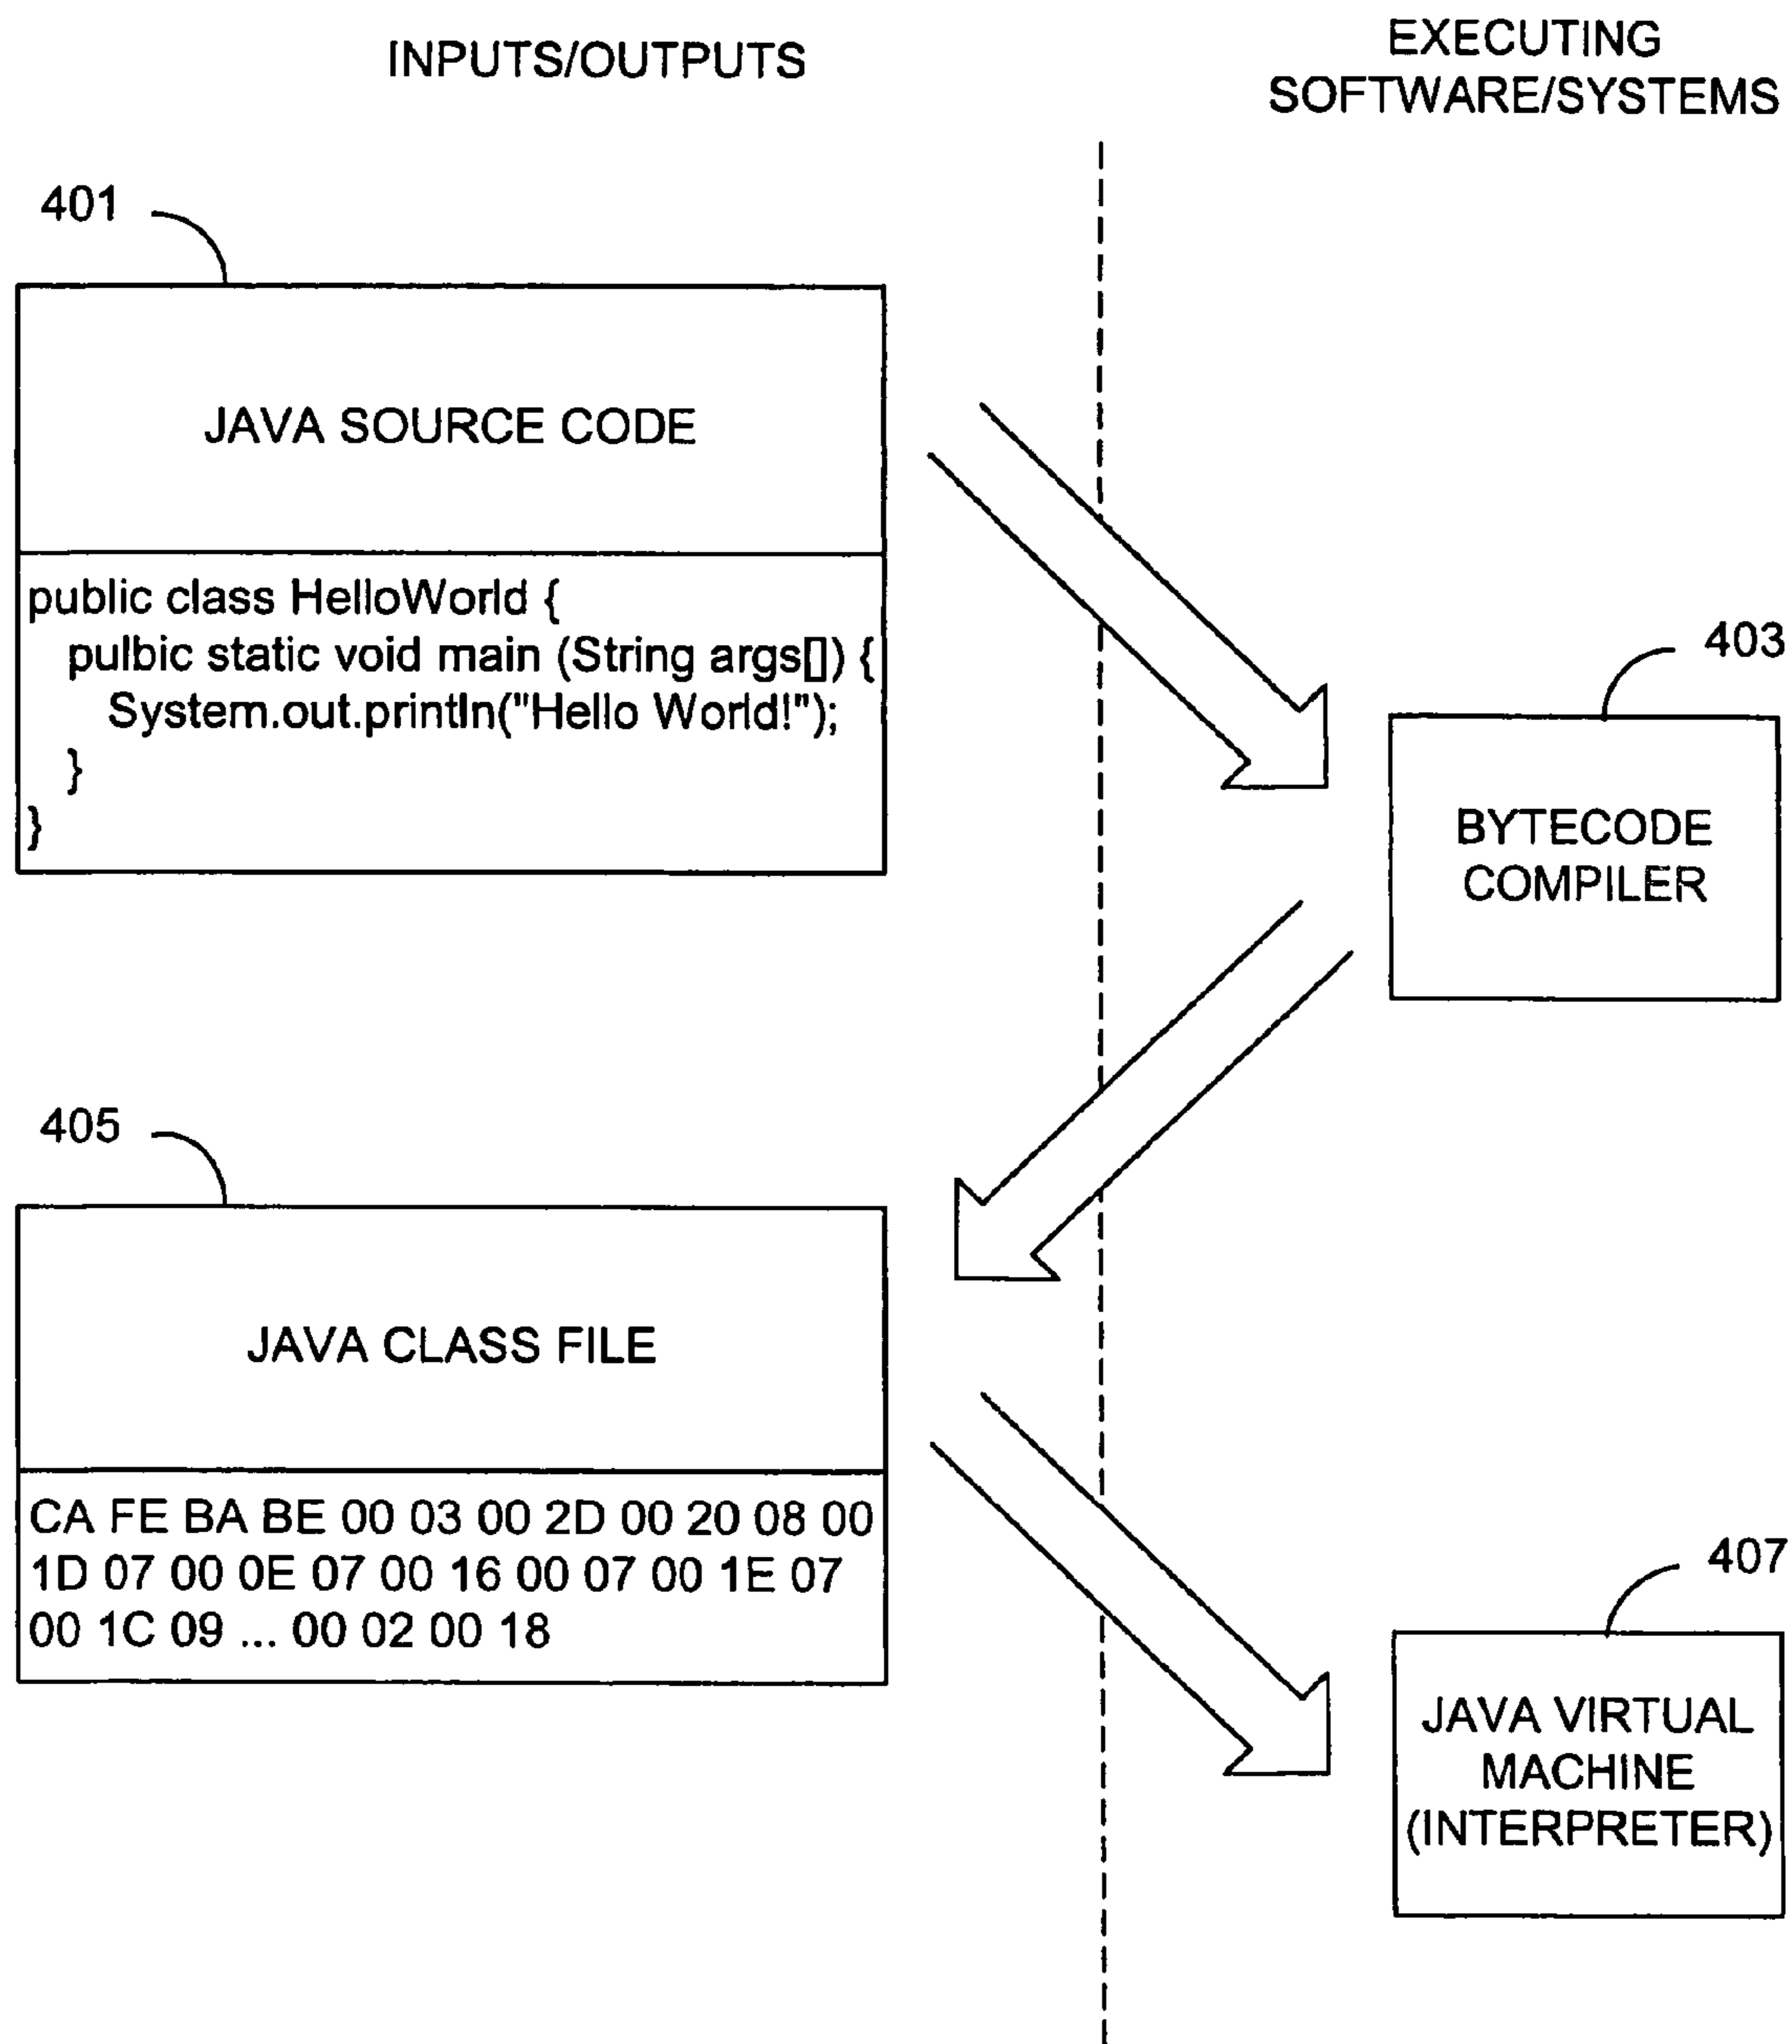 INPUTS/OUTPUTS
EXECUTING
SOFTWARE/SYSTEMS
401
JAVA SOURCE CODE
public class HelloWorld {
pulbic static void main (String args[]) {
System.out.println("Hello World!");
}
}
403
BYTECODE
COMPILER
405
JAVA CLASS FILE
CA FE BA BE 00 03 00 2D 00 20 08 00
1D 07 00 0E 07 00 16 00 07 00 1E 07
00 1C 09 ... 00 02 00 18
407
JAVA VIRTUAL
MACHINE
(INTERPRETER)